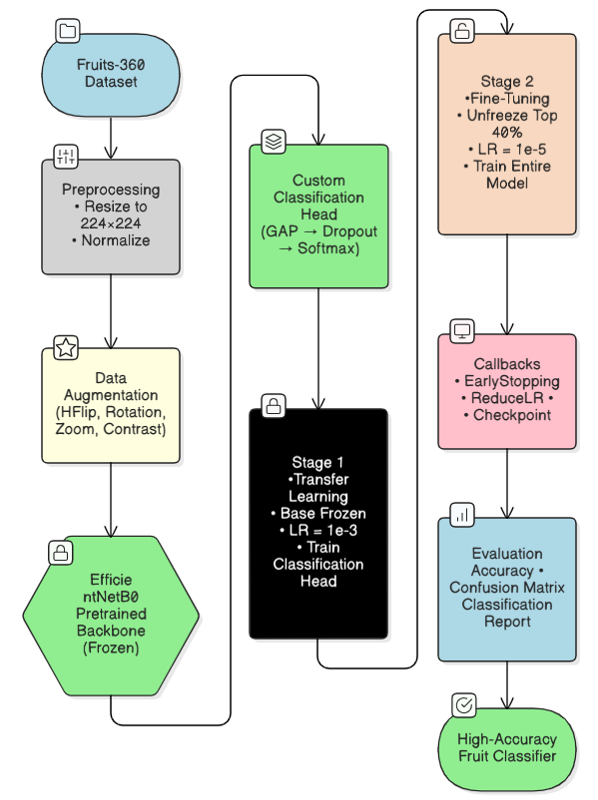 Fruits-360
Dataset
Preprocessing
• Resize to
224×224
• Normalize
Data
Augmentation
(HFlip, Rotation,
Zoom, Contrast)
Efficie
ntNetB0
Pretrained
Backbone
(Frozen)
Custom
Classification
Head
(GAP → Dropout
→ Softmax)
Stage 1
•Transfer
Learning
• Base Frozen
• LR = 1e-3
• Train
Classification
Head
Stage 2
•Fine-Tuning
• Unfreeze Top
40%
• LR = 1e-5
• Train Entire
Model
Callbacks
• EarlyStopping
• ReduceLR •
• Checkpoint
Evaluation
Accuracy •
Confusion Matrix
Classification
Report
High-Accuracy
Fruit Classifier